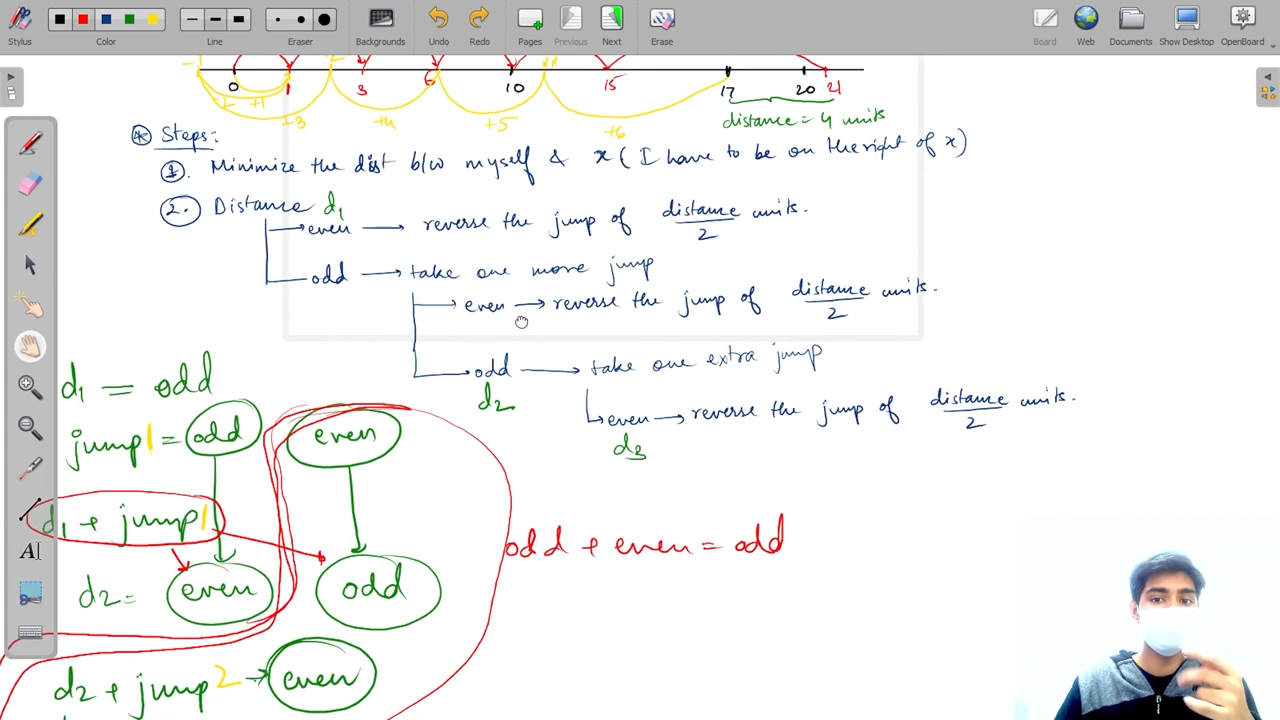 Stylus
Color
Line
Eraser
Backgrounds
Undo
Redo
Pages
Previous
Next
Erase
Board
Web
Documents
Show Desktop
OpenBoard
0 1 3 6 10 15 17 20 21
-2 +1 +3 +4 +5 +6
distance = 4 units
* Steps:
1. Minimize the dist b/w myself & x ( I have to be on the right of x)
2. Distance d1
even → reverse the jump of distance/2 units.
odd → take one more jump
even → reverse the jump of distance/2 units.
odd → take one extra jump
d2
even → reverse the jump of distance/2 units.
d3
d1 = odd
jump1 = odd even
d1 + jump1
odd + even = odd
d2 = even odd
d2 + jump2 → even